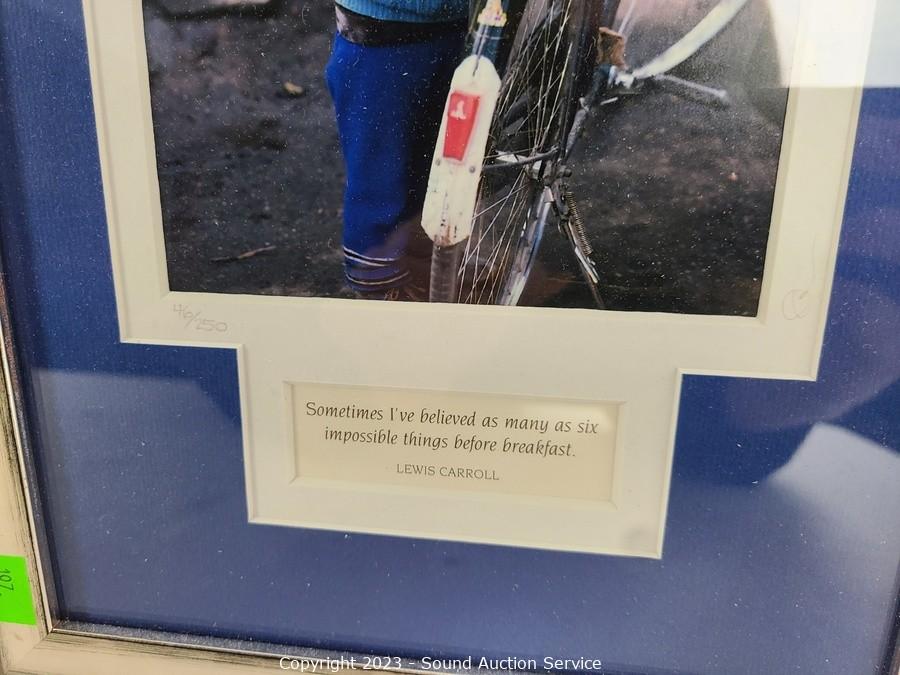 46/250
Sometimes I've believed as many as six
impossible things before breakfast.
LEWIS CARROLL
197
Copyright 2023 - Sound Auction Service